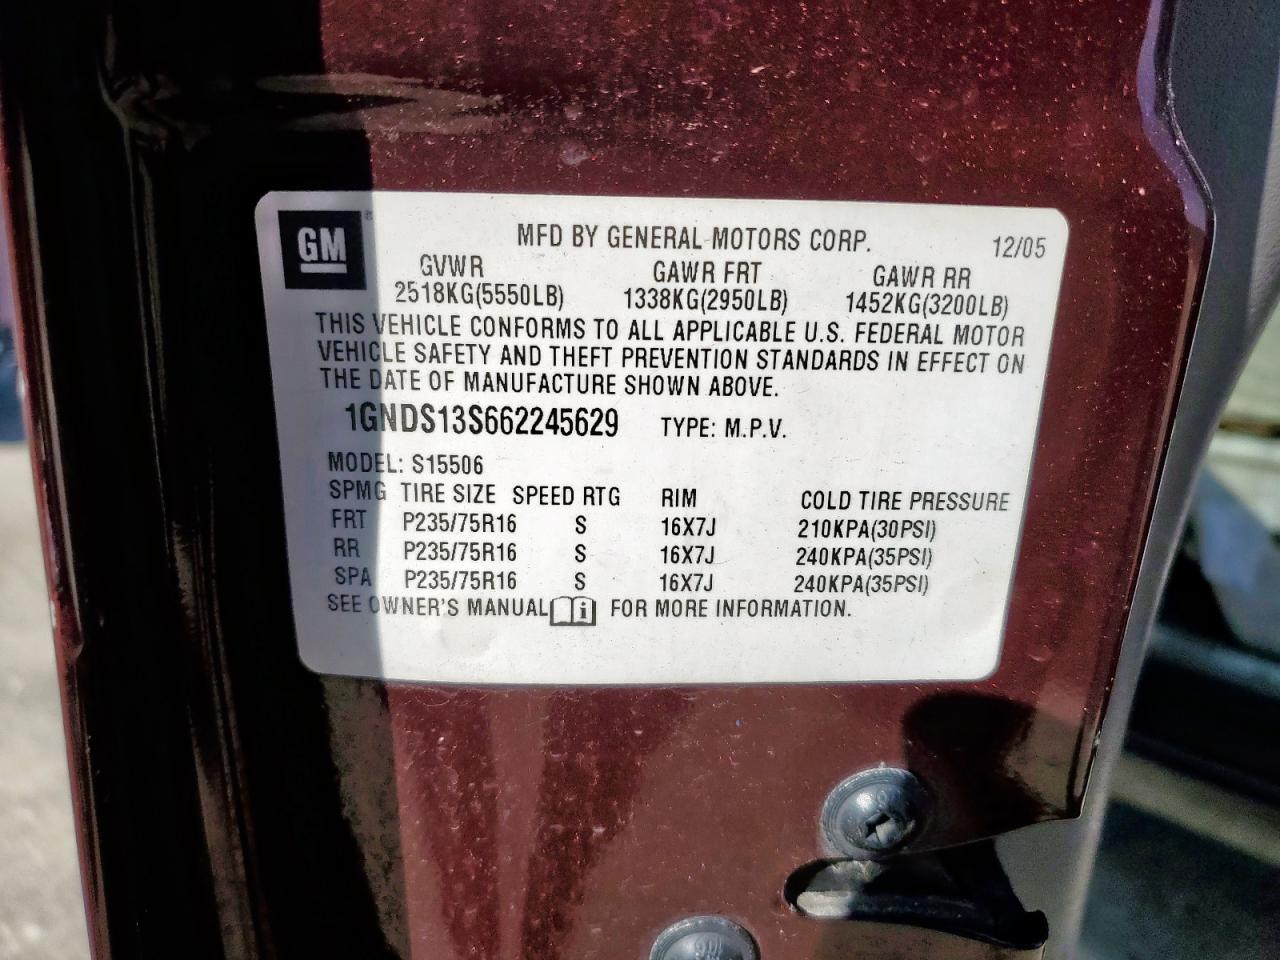 GM
MFD BY GENERAL MOTORS CORP. 12/05
GVWR GAWR FRT GAWR RR
2518KG(5550LB) 1338KG(2950LB) 1452KG(3200LB)
THIS VEHICLE CONFORMS TO ALL APPLICABLE U.S. FEDERAL MOTOR
VEHICLE SAFETY AND THEFT PREVENTION STANDARDS IN EFFECT ON
THE DATE OF MANUFACTURE SHOWN ABOVE.
1GNDS13S662245629 TYPE: M.P.V.
MODEL: S15506
SPMG TIRE SIZE SPEED RTG RIM COLD TIRE PRESSURE
FRT P235/75R16 S 16X7J 210KPA(30PSI)
RR P235/75R16 S 16X7J 240KPA(35PSI)
SPA P235/75R16 S 16X7J 240KPA(35PSI)
SEE OWNER'S MANUAL FOR MORE INFORMATION.